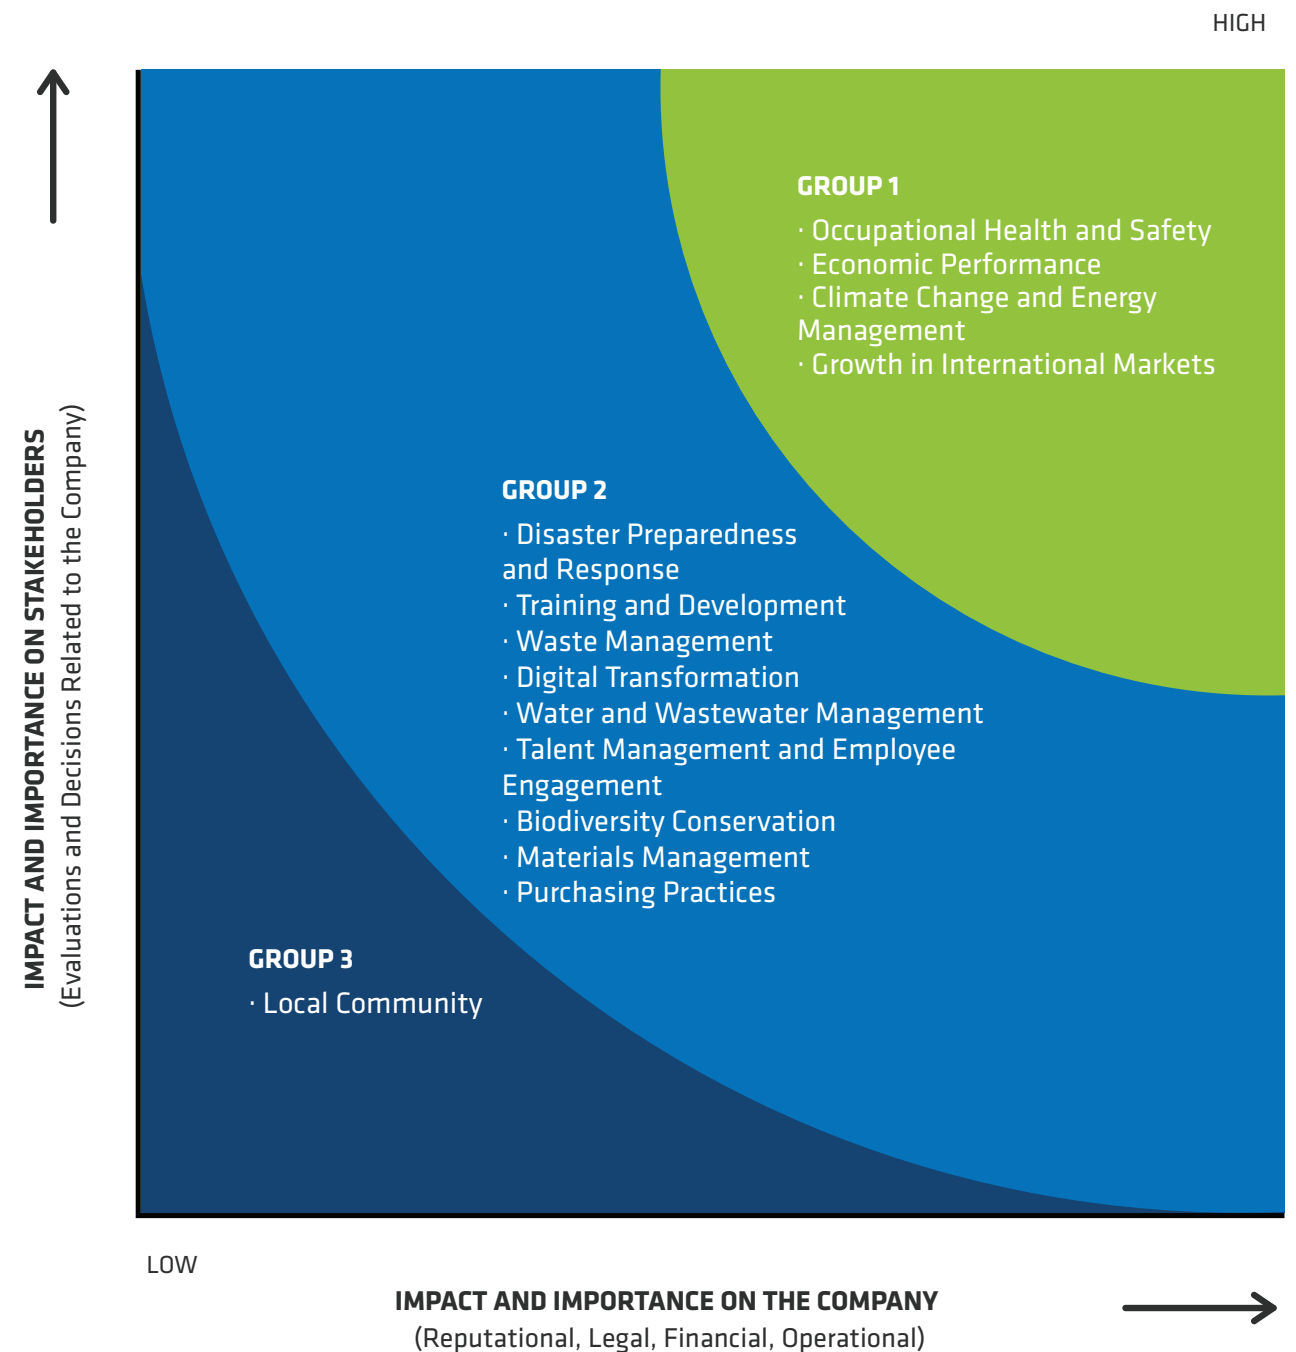 HIGH
GROUP 1
· Occupational Health and Safety
· Economic Performance
· Climate Change and Energy
Management
· Growth in International Markets
IMPACT AND IMPORTANCE ON STAKEHOLDERS
(Evaluations and Decisions Related to the Company)
GROUP 2
· Disaster Preparedness
and Response
· Training and Development
· Waste Management
· Digital Transformation
· Water and Wastewater Management
· Talent Management and Employee
Engagement
· Biodiversity Conservation
· Materials Management
· Purchasing Practices
GROUP 3
· Local Community
LOW
IMPACT AND IMPORTANCE ON THE COMPANY
(Reputational, Legal, Financial, Operational)